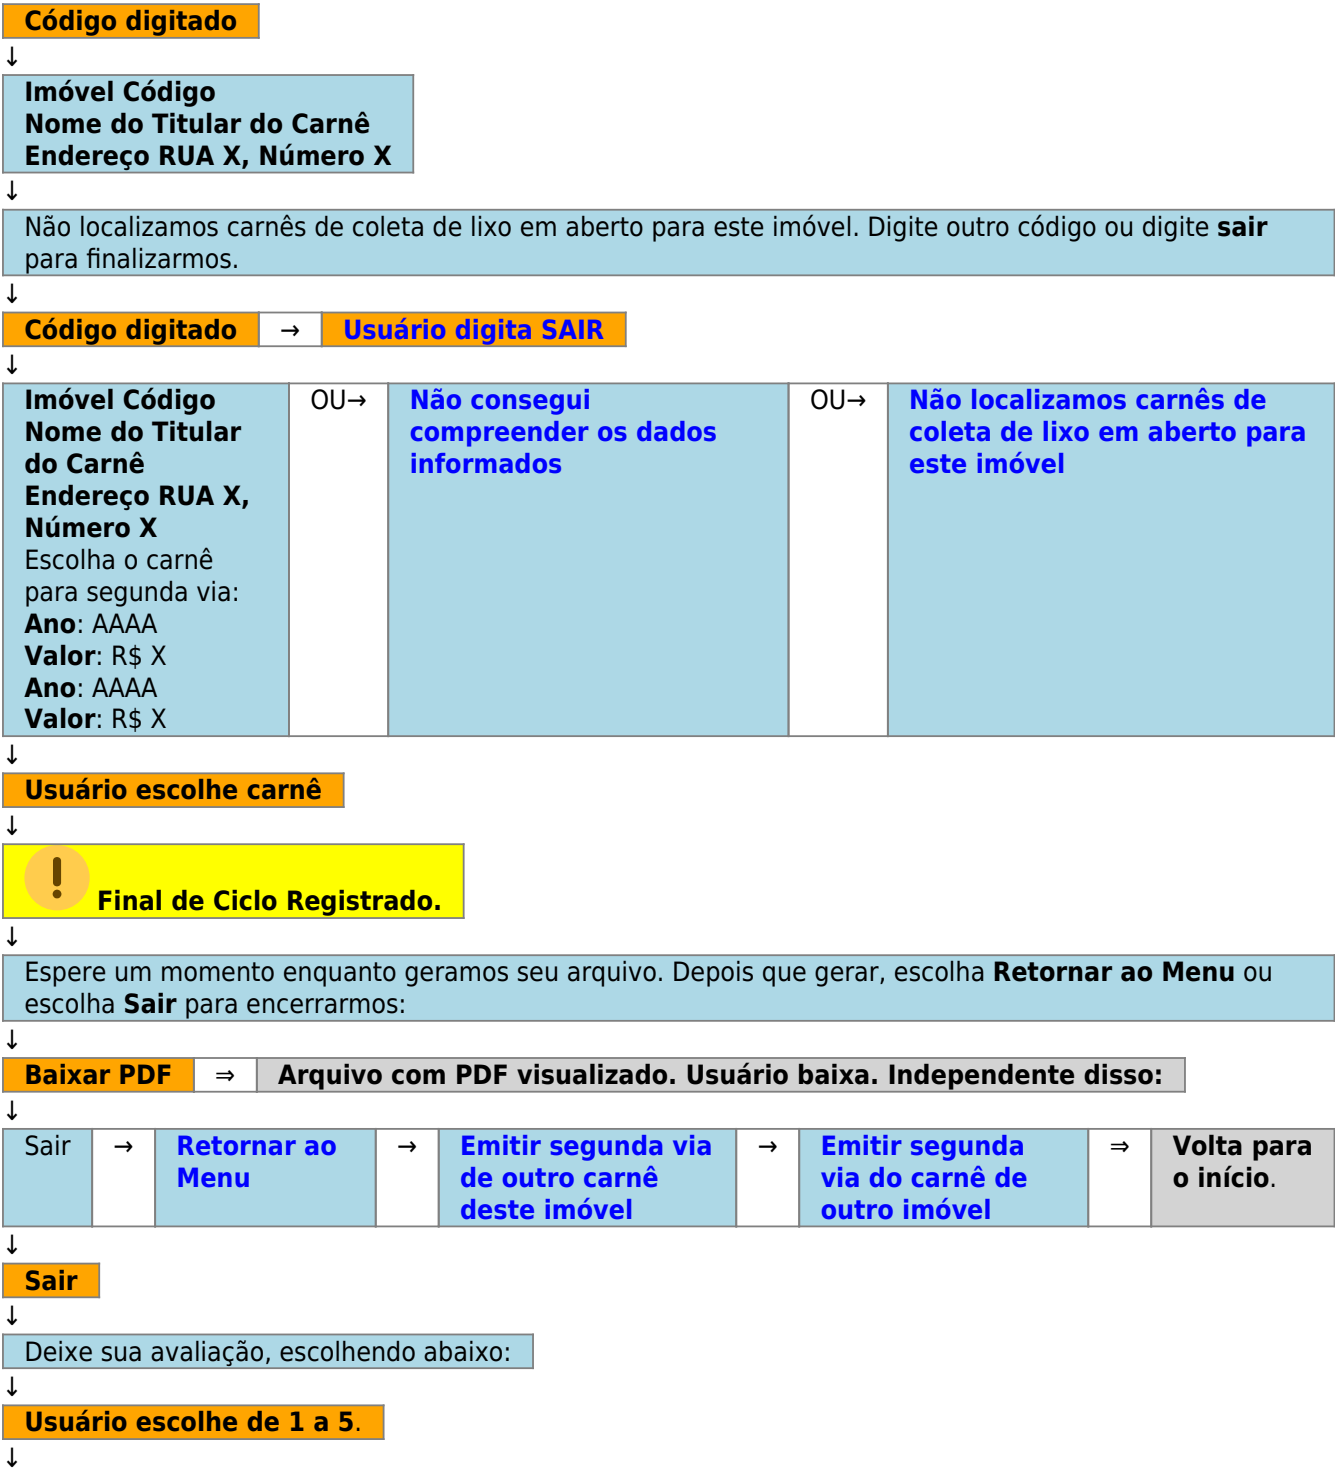 Código digitado
↓
Imóvel Código
Nome do Titular do Carnê
Endereço RUA X, Número X
↓
Não localizamos carnês de coleta de lixo em aberto para este imóvel. Digite outro código ou digite sair
para finalizarmos.
↓
Código digitado → Usuário digita SAIR
↓
Imóvel Código
Nome do Titular
do Carnê
Endereço RUA X,
Número X
Escolha o carnê
para segunda via:
Ano: AAAA
Valor: R$ X
Ano: AAAA
Valor: R$ X
OU→
Não consegui
compreender os dados
informados
OU→
Não localizamos carnês de
coleta de lixo em aberto para
este imóvel
↓
Usuário escolhe carnê
↓
Final de Ciclo Registrado.
↓
Espere um momento enquanto geramos seu arquivo. Depois que gerar, escolha Retornar ao Menu ou
escolha Sair para encerrarmos:
↓
Baixar PDF ⇒ Arquivo com PDF visualizado. Usuário baixa. Independente disso:
↓
Sair
→
Retornar ao
Menu
→
Emitir segunda via
de outro carnê
deste imóvel
→
Emitir segunda
via do carnê de
outro imóvel
⇒
Volta para
o início.
↓
Sair
↓
Deixe sua avaliação, escolhendo abaixo:
↓
Usuário escolhe de 1 a 5.
↓